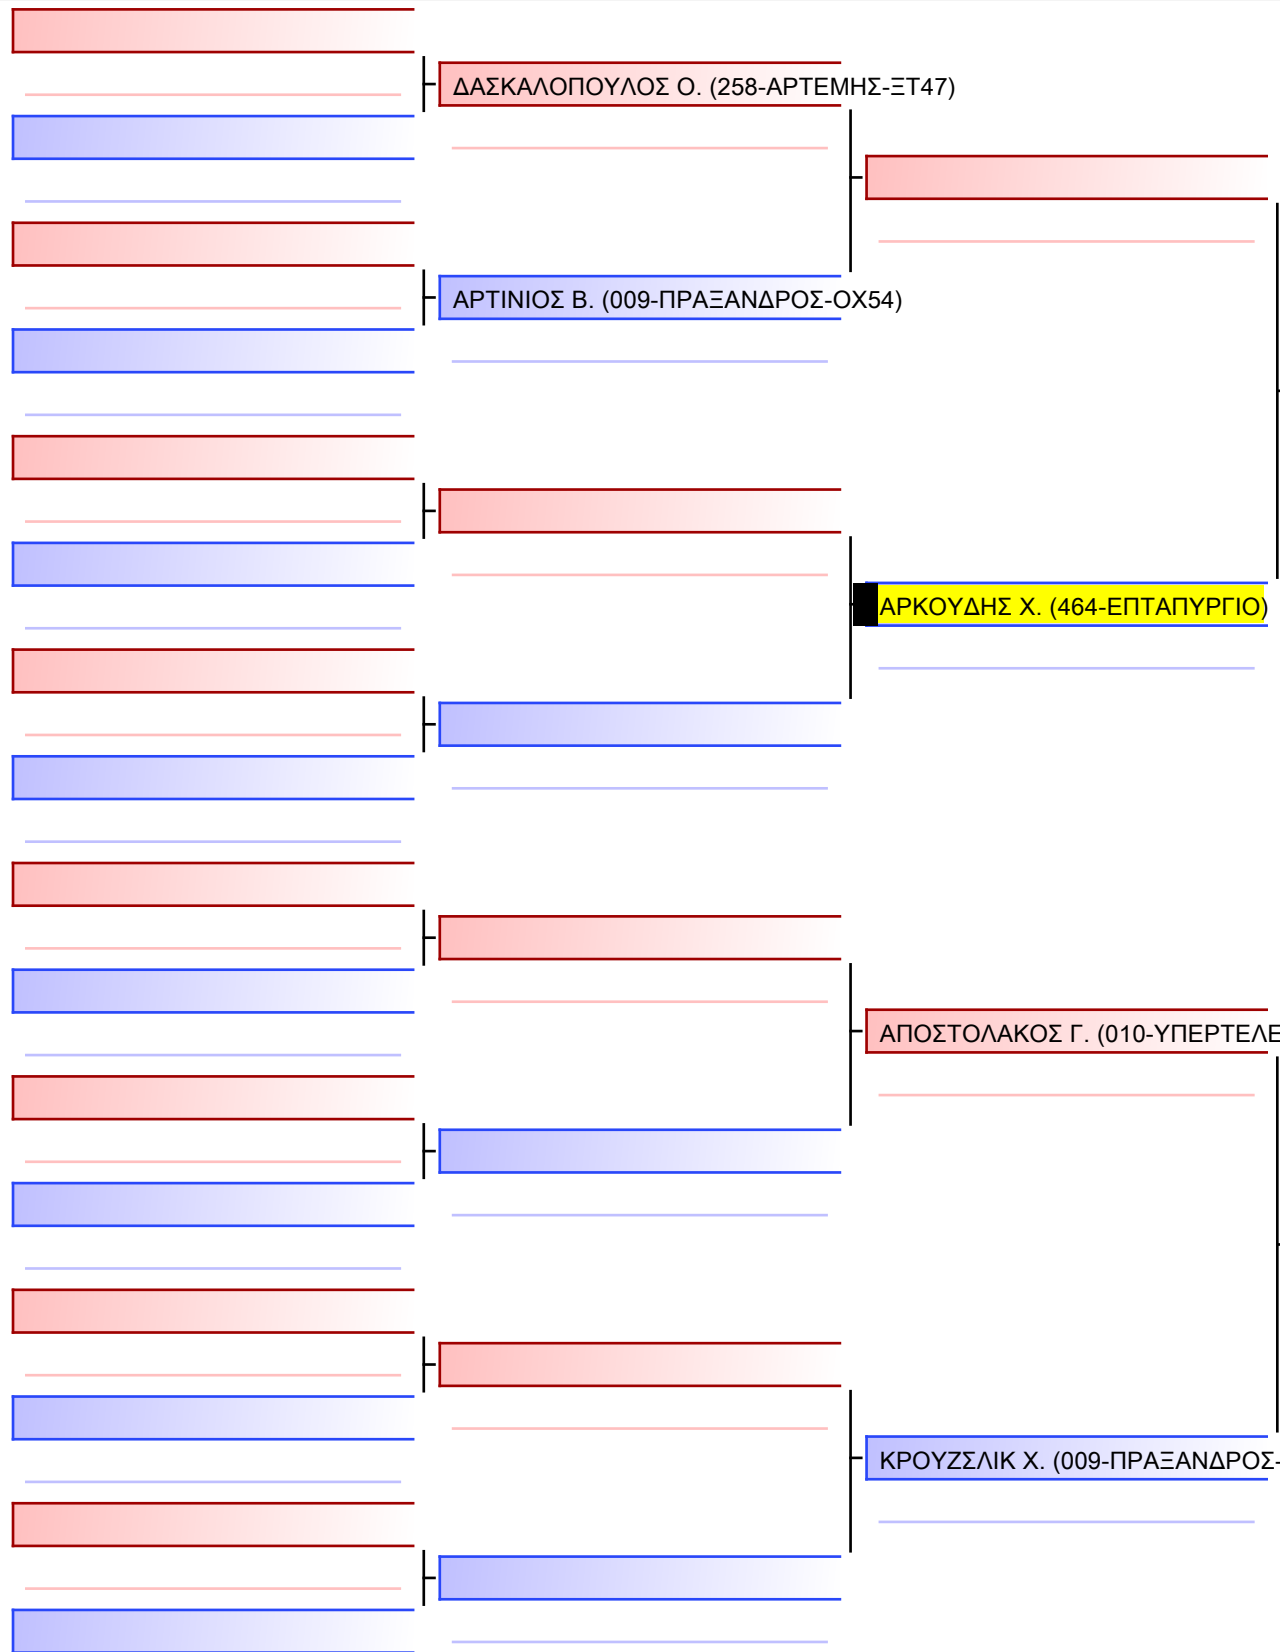 ΔΑΣΚΑΛΟΠΟΥΛΟΣ Ο. (258-ΑΡΤΕΜΗΣ-ΞΤ47)
ΑΡΤΙΝΙΟΣ Β. (009-ΠΡΑΞΑΝΔΡΟΣ-ΟΧ54)
ΑΡΚΟΥΔΗΣ Χ. (464-ΕΠΤΑΠΥΡΓΙΟ)
ΑΠΟΣΤΟΛΑΚΟΣ Γ. (010-ΥΠΕΡΤΕΛΕ
ΚΡΟΥΖΣΛΙΚ Χ. (009-ΠΡΑΞΑΝΔΡΟΣ-